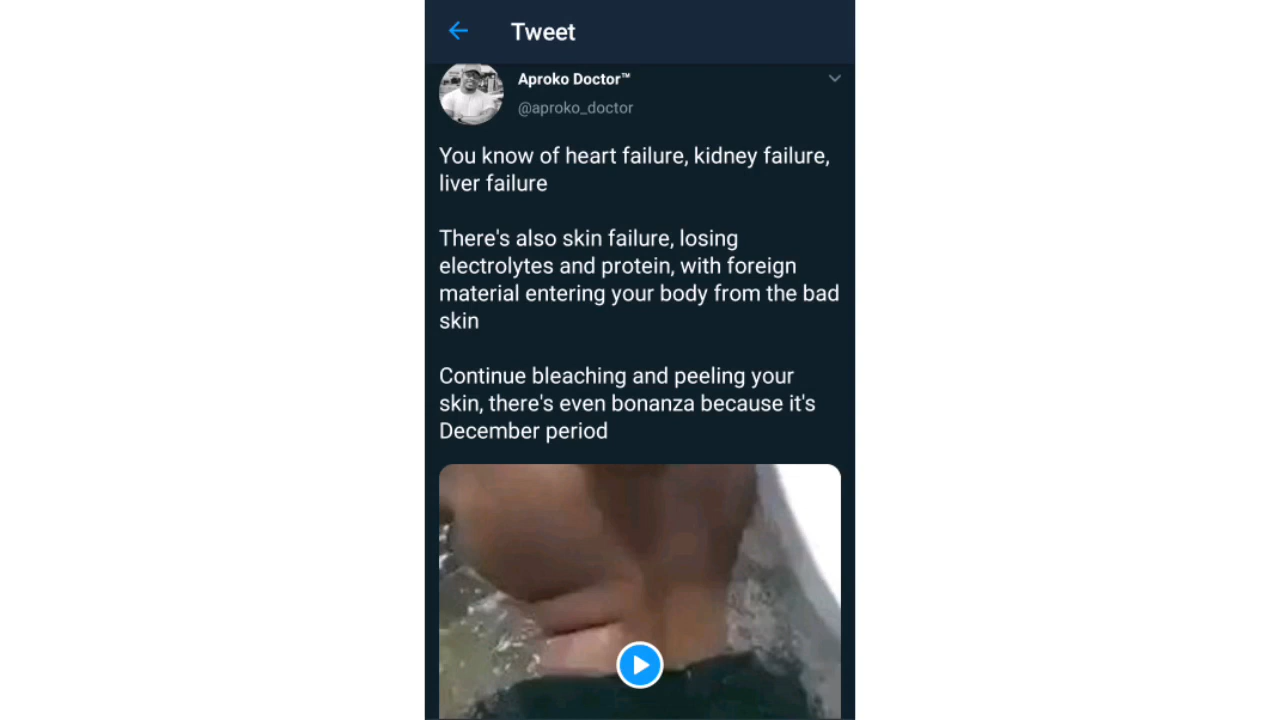 Tweet
Aproko Doctor™
@aproko_doctor
You know of heart failure, kidney failure,
liver failure
There's also skin failure, losing
electrolytes and protein, with foreign
material entering your body from the bad
skin
Continue bleaching and peeling your
skin, there's even bonanza because it's
December period